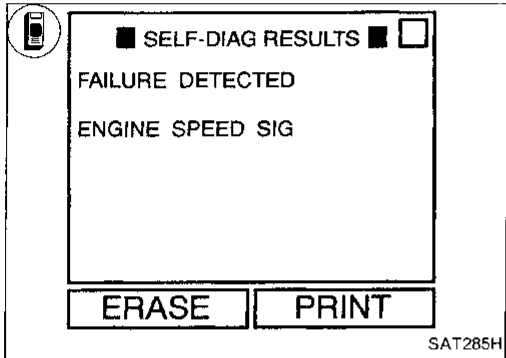 ■ SELF-DIAG RESULTS ■
FAILURE DETECTED
ENGINE SPEED SIG
ERASE PRINT
SAT285H